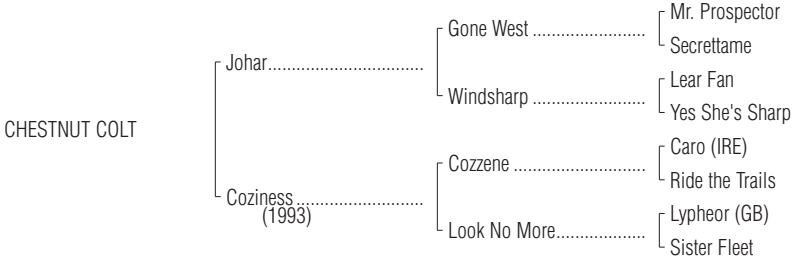 Mr. Prospector
Gone West ........................
Secrettame
Johar.................................
Lear Fan
Windsharp ........................
Yes She's Sharp
CHESTNUT COLT
Caro (IRE)
Cozzene ............................
Ride the Trails
Coziness ...........................
(1993)
Lypheor (GB)
Look No More...................
Sister Fleet